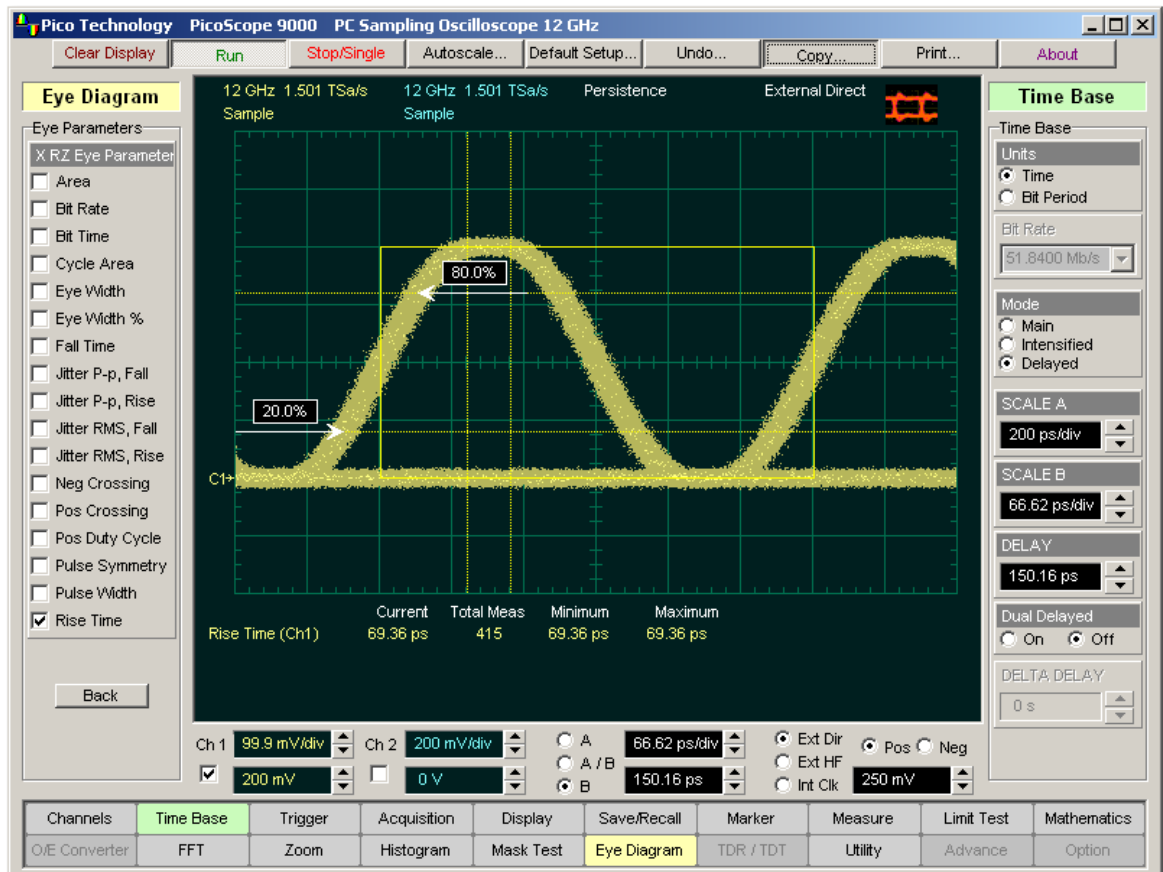 Pico Technology PicoScope 9000 PC Sampling Oscilloscope 12 GHz
Clear Display Run Stop/Single Autoscale... Default Setup... Undo... Copy... Print... About
Eye Diagram
Eye Parameters
X RZ Eye Parameter
Area
Bit Rate
Bit Time
Cycle Area
Eye Width
Eye Width %
Fall Time
Jitter P-p, Fall
Jitter P-p, Rise
Jitter RMS, Fall
Jitter RMS, Rise
Neg Crossing
Pos Crossing
Pos Duty Cycle
Pulse Symmetry
Pulse Width
Rise Time
Back
12 GHz 1.501 TSa/s 12 GHz 1.501 TSa/s Persistence External Direct
Sample Sample
80.0%
20.0%
C1
Current Total Meas Minimum Maximum
Rise Time (Ch1) 69.36 ps 415 69.36 ps 69.36 ps
Time Base
Time Base
Units
Time
Bit Period
Bit Rate
51.8400 Mb/s
Mode
Main
Intensified
Delayed
SCALE A
200 ps/div
SCALE B
66.62 ps/div
DELAY
150.16 ps
Dual Delayed
On Off
DELTA DELAY
0 s
Ch 1 99.9 mV/div Ch 2 200 mV/div A 66.62 ps/div Ext Dir Pos Neg
A / B Ext HF
200 mV 0 V B 150.16 ps Int Clk 250 mV
Channels Time Base Trigger Acquisition Display Save/Recall Marker Measure Limit Test Mathematics
O/E Converter FFT Zoom Histogram Mask Test Eye Diagram TDR / TDT Utility Advance Option